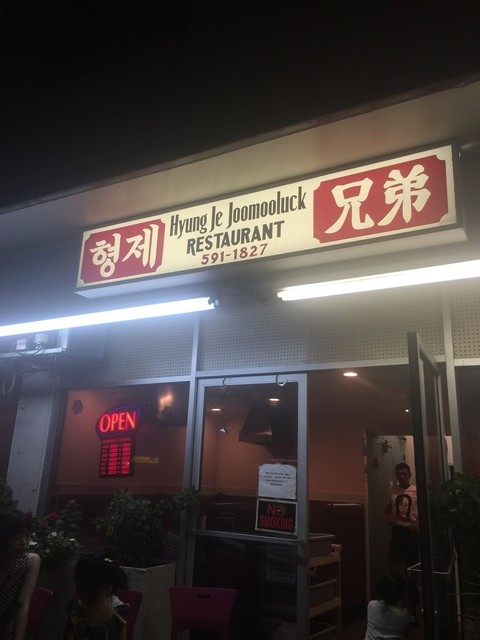 형제
Hyung Je Joomooluck
RESTAURANT
591-1827
兄弟
OPEN
NO
SMOKING